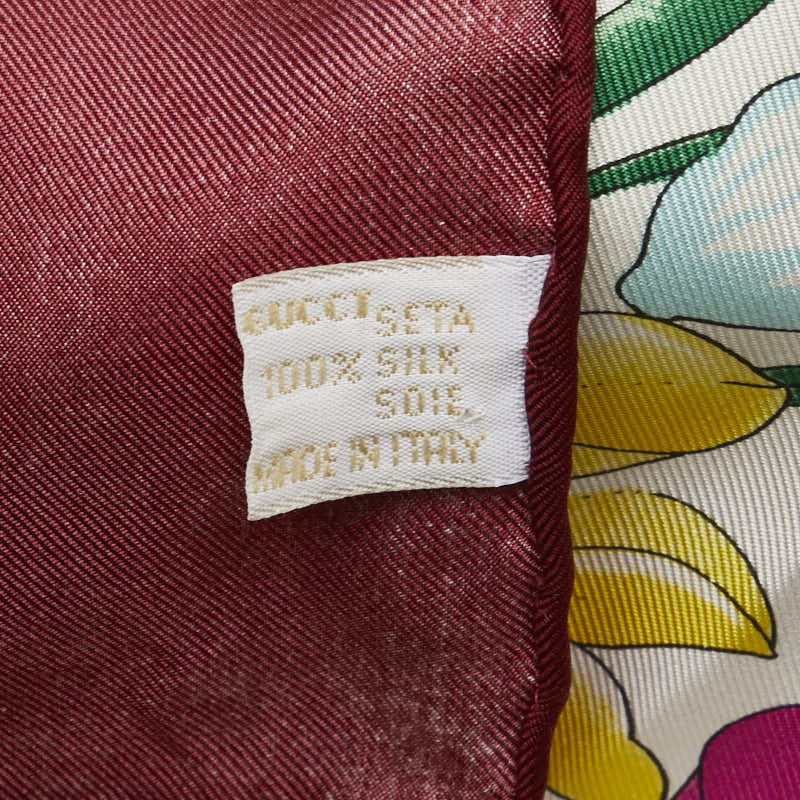 GUCCI SETA
100% SILK
SOIE
MADE IN ITALY